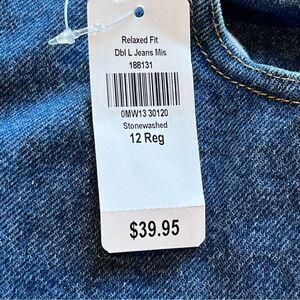 Relaxed Fit
Dbl L Jeans Mis
188131
0MW13 30120
Stonewashed
12 Reg
$39.95